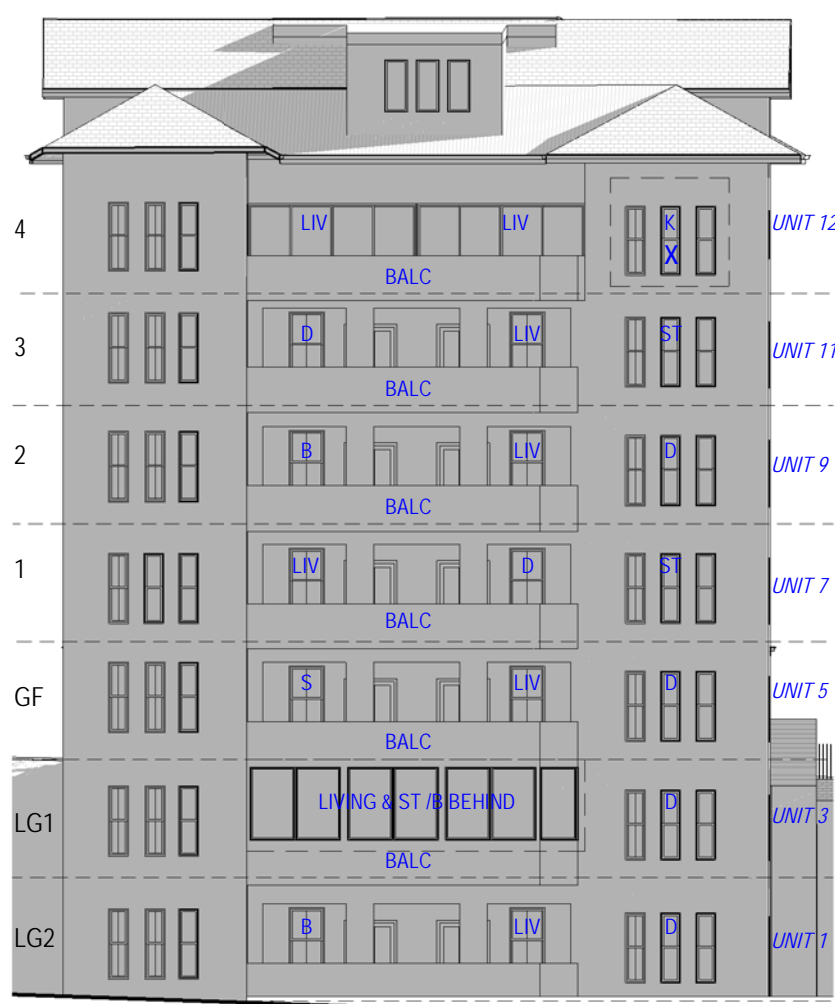 4 LIV LIV K UNIT 12
X
BALC
3 D LIV ST UNIT 11
BALC
2 B LIV D UNIT 9
BALC
1 LIV D ST UNIT 7
BALC
GF S LIV D UNIT 5
BALC
LG1 LIVING & ST /B BEHIND D UNIT 3
BALC
LG2 B LIV D UNIT 1